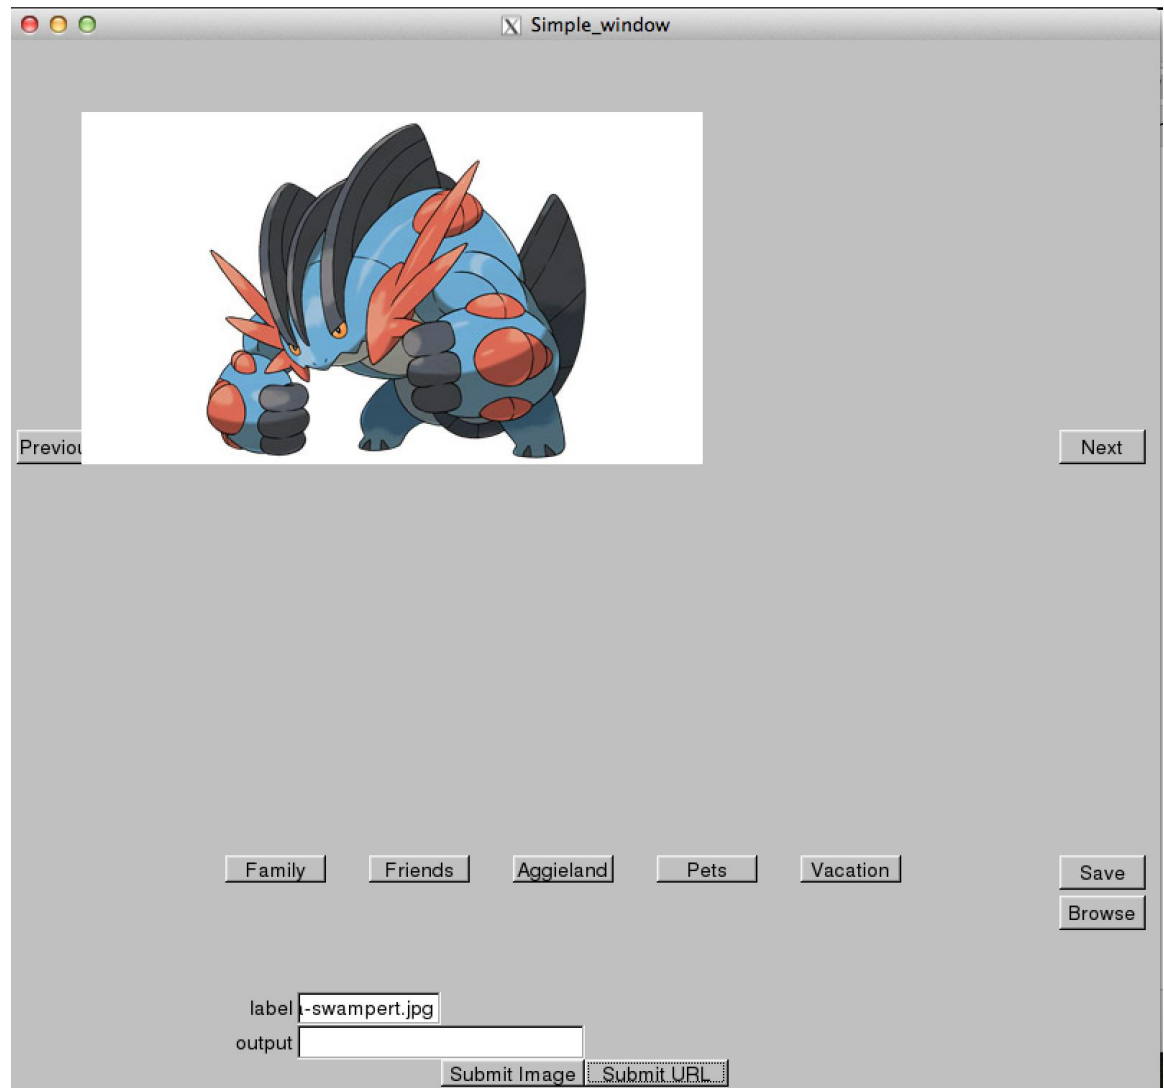 Simple_window
Previou
Next
Family
Friends
Aggieland
Pets
Vacation
Save
Browse
label
-swampert.jpg
output
Submit Image
Submit URL